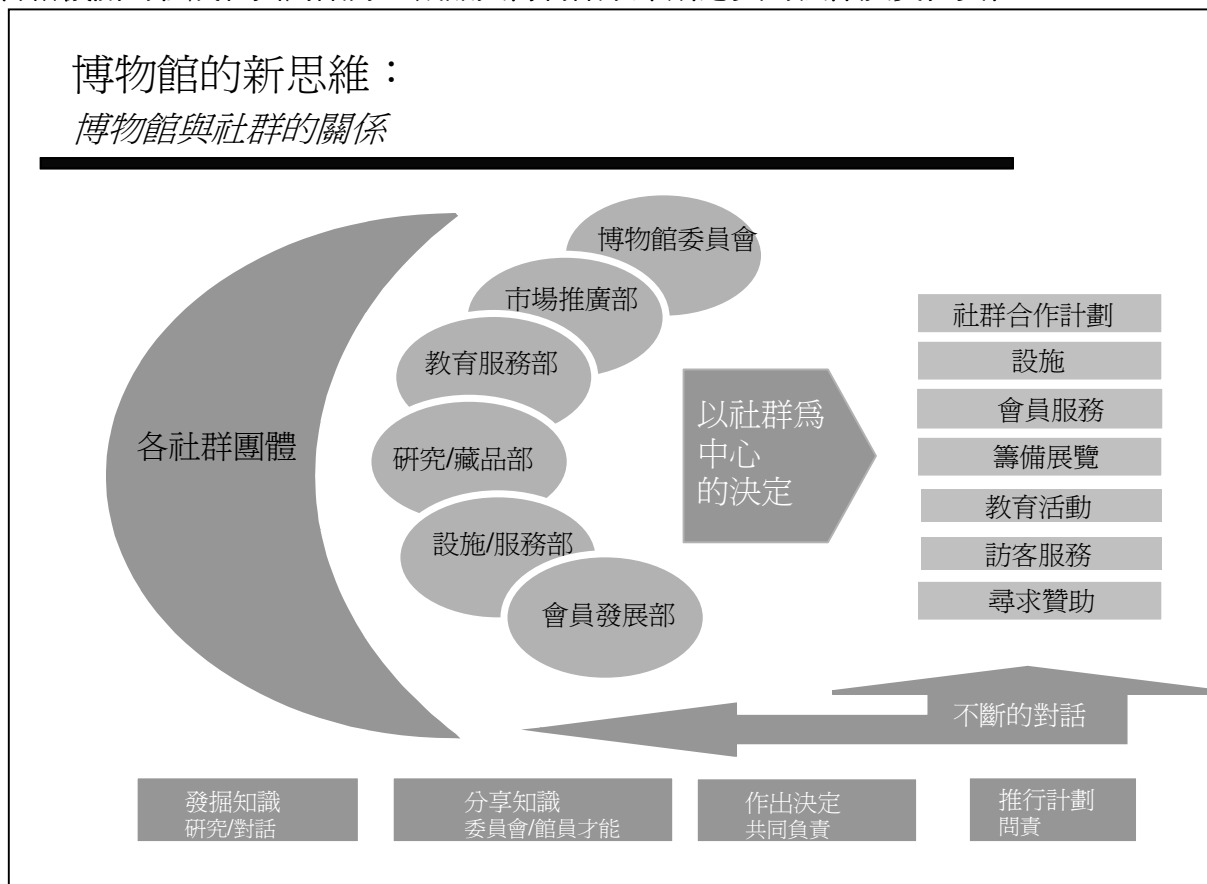 博物館的新思維：
博物館與社群的關係
各社群團體
博物館委員會
市場推廣部
教育服務部
研究/藏品部
設施/服務部
會員發展部
以社群爲
中心
的決定
社群合作計劃
設施
會員服務
籌備展覽
教育活動
訪客服務
尋求贊助
不斷的對話
發掘知識
研究/對話
分享知識
委員會/館員才能
作出決定
共同負責
推行計劃
問責